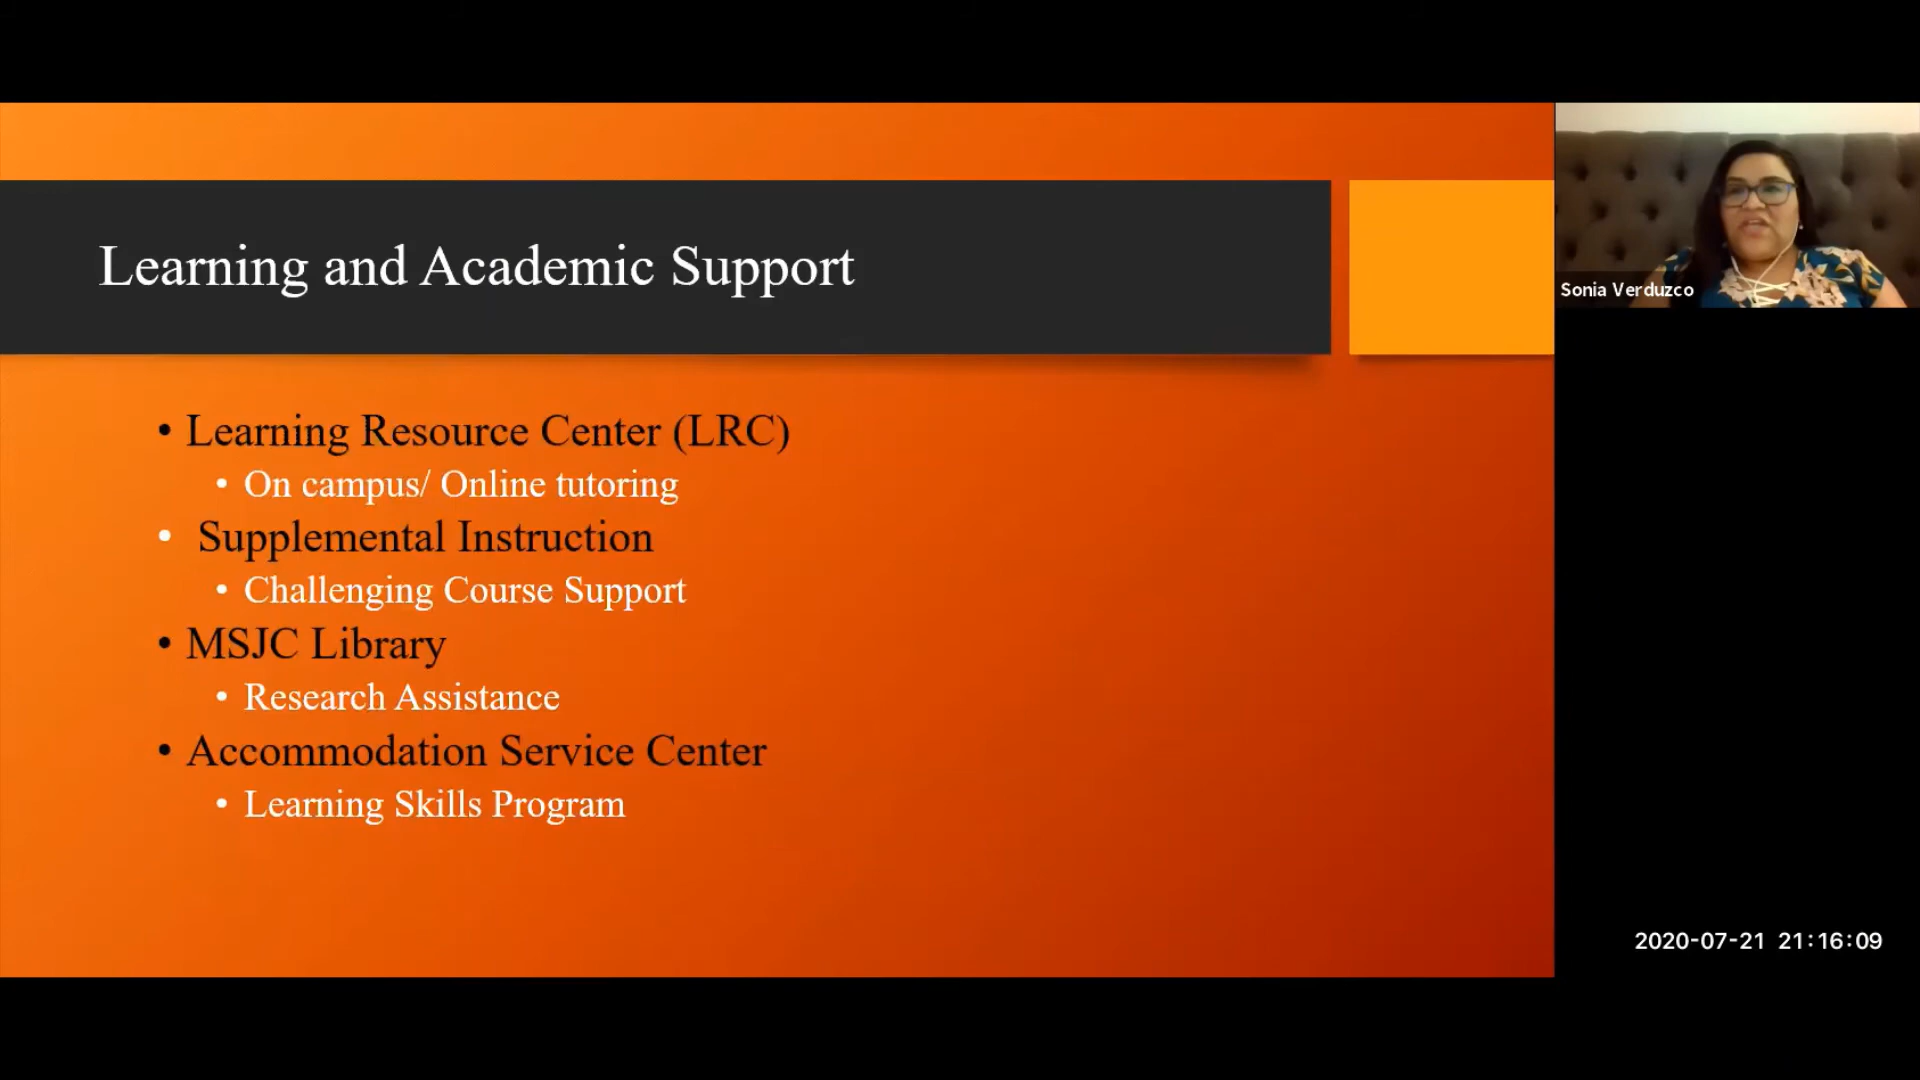 Learning and Academic Support
• Learning Resource Center (LRC)
• On campus/ Online tutoring
• Supplemental Instruction
• Challenging Course Support
• MSJC Library
• Research Assistance
• Accommodation Service Center
• Learning Skills Program
Sonia Verduzco
2020-07-21 21:16:09